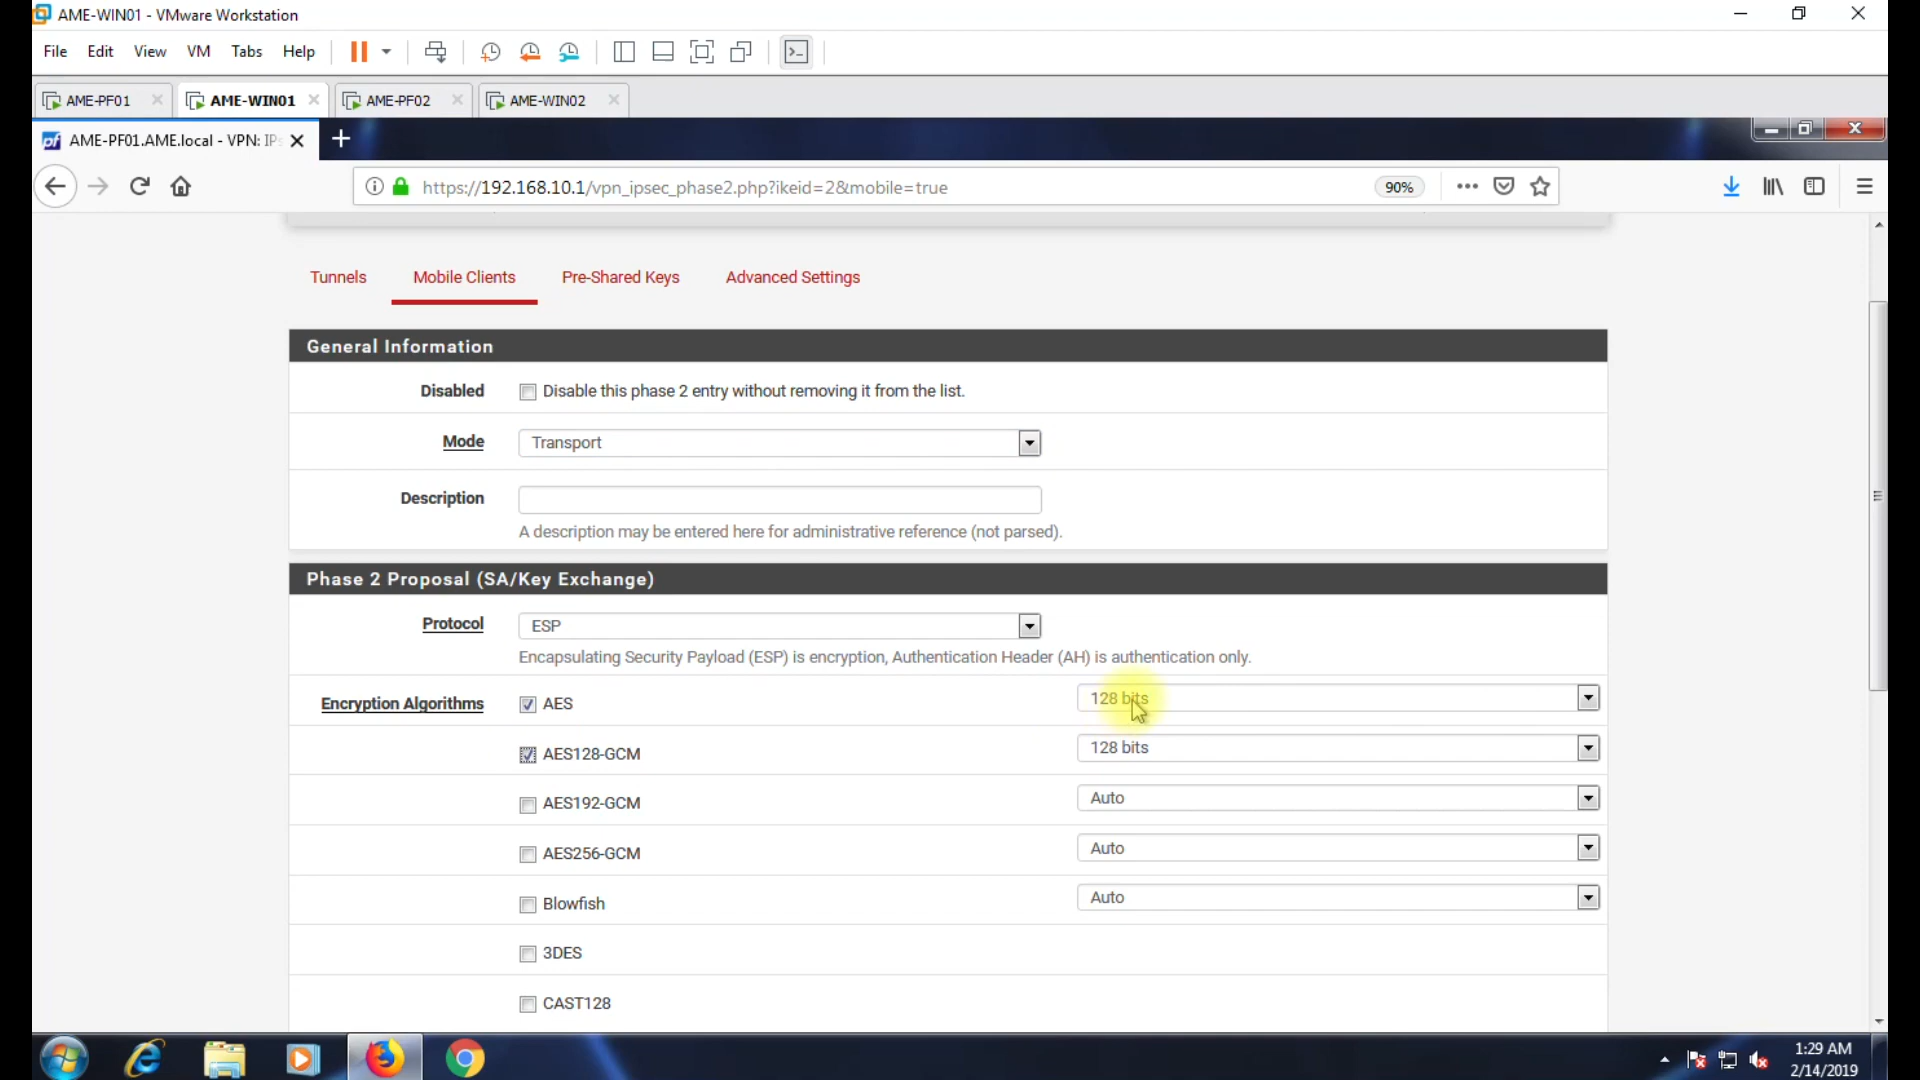 AME-WIN01 - VMware Workstation
File Edit View VM Tabs Help
AME-PF01 AME-WIN01 AME-PF02 AME-WIN02
AME-PF01.AME.local - VPN: IPs
https://192.168.10.1/vpn_ipsec_phase2.php?ikeid=2&mobile=true 90%
Tunnels Mobile Clients Pre-Shared Keys Advanced Settings
General Information
Disabled Disable this phase 2 entry without removing it from the list.
Mode Transport
Description
A description may be entered here for administrative reference (not parsed).
Phase 2 Proposal (SA/Key Exchange)
Protocol ESP
Encapsulating Security Payload (ESP) is encryption, Authentication Header (AH) is authentication only.
Encryption Algorithms AES 128 bits
AES128-GCM 128 bits
AES192-GCM Auto
AES256-GCM Auto
Blowfish Auto
3DES
CAST128
1:29 AM
2/14/2019